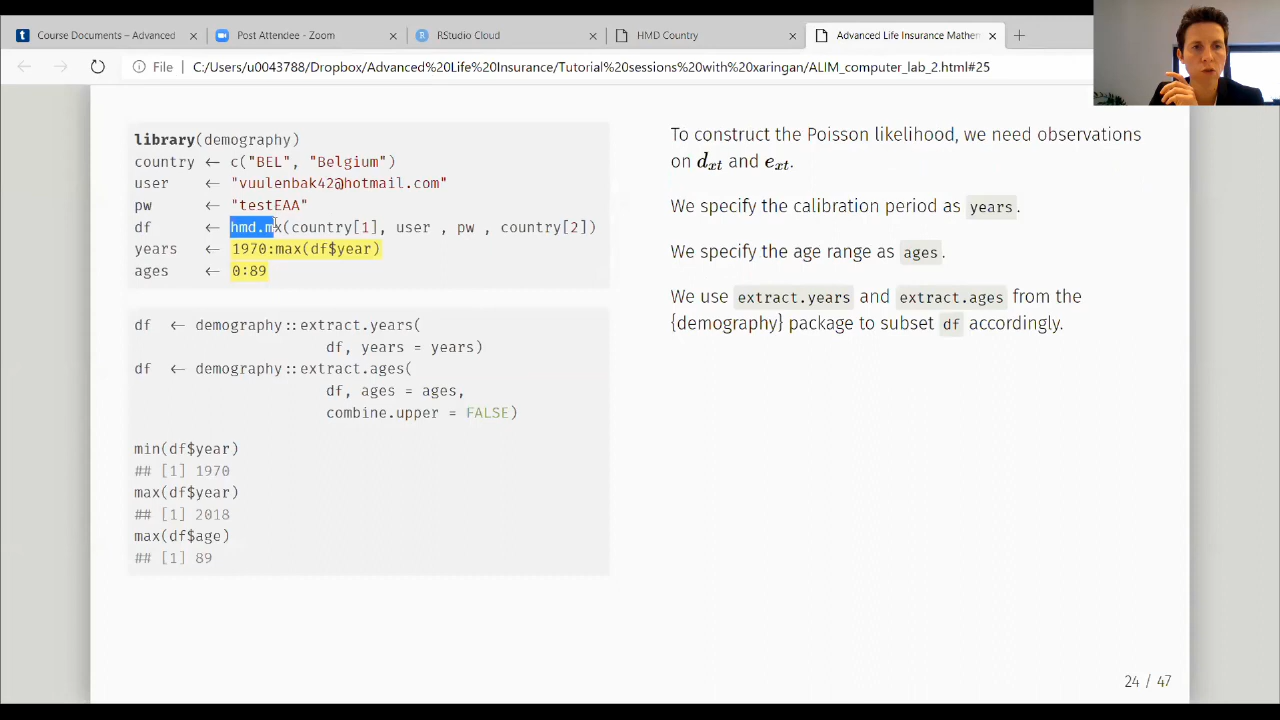 Course Documents – Advanced
Post Attendee - Zoom
RStudio Cloud
HMD Country
Advanced Life Insurance Mathem
File
C:/Users/u0043788/Dropbox/Advanced%20Life%20Insurance/Tutorial%20sessions%20with%20xaringan/ALIM_computer_lab_2.html#25
library(demography)
country ← c("BEL", "Belgium")
user ← "vuulenbak42@hotmail.com"
pw ← "testEAA"
df ← hmd.mx(country[1], user , pw , country[2])
years ← 1970:max(df$year)
ages ← 0:89
df ← demography::extract.years(
df, years = years)
df ← demography::extract.ages(
df, ages = ages,
combine.upper = FALSE)
min(df$year)
## [1] 1970
max(df$year)
## [1] 2018
max(df$age)
## [1] 89
To construct the Poisson likelihood, we need observations
on dxt and ext.
We specify the calibration period as years.
We specify the age range as ages.
We use extract.years and extract.ages from the
{demography} package to subset df accordingly.
24 / 47